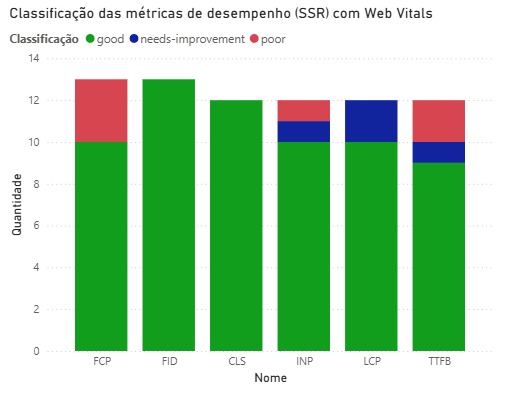 Classificação das métricas de desempenho (SSR) com Web Vitals
Classificação good needs-improvement poor
14
12
10
8
6
4
2
0
Quantidade
FCP FID CLS INP LCP TTFB
Nome